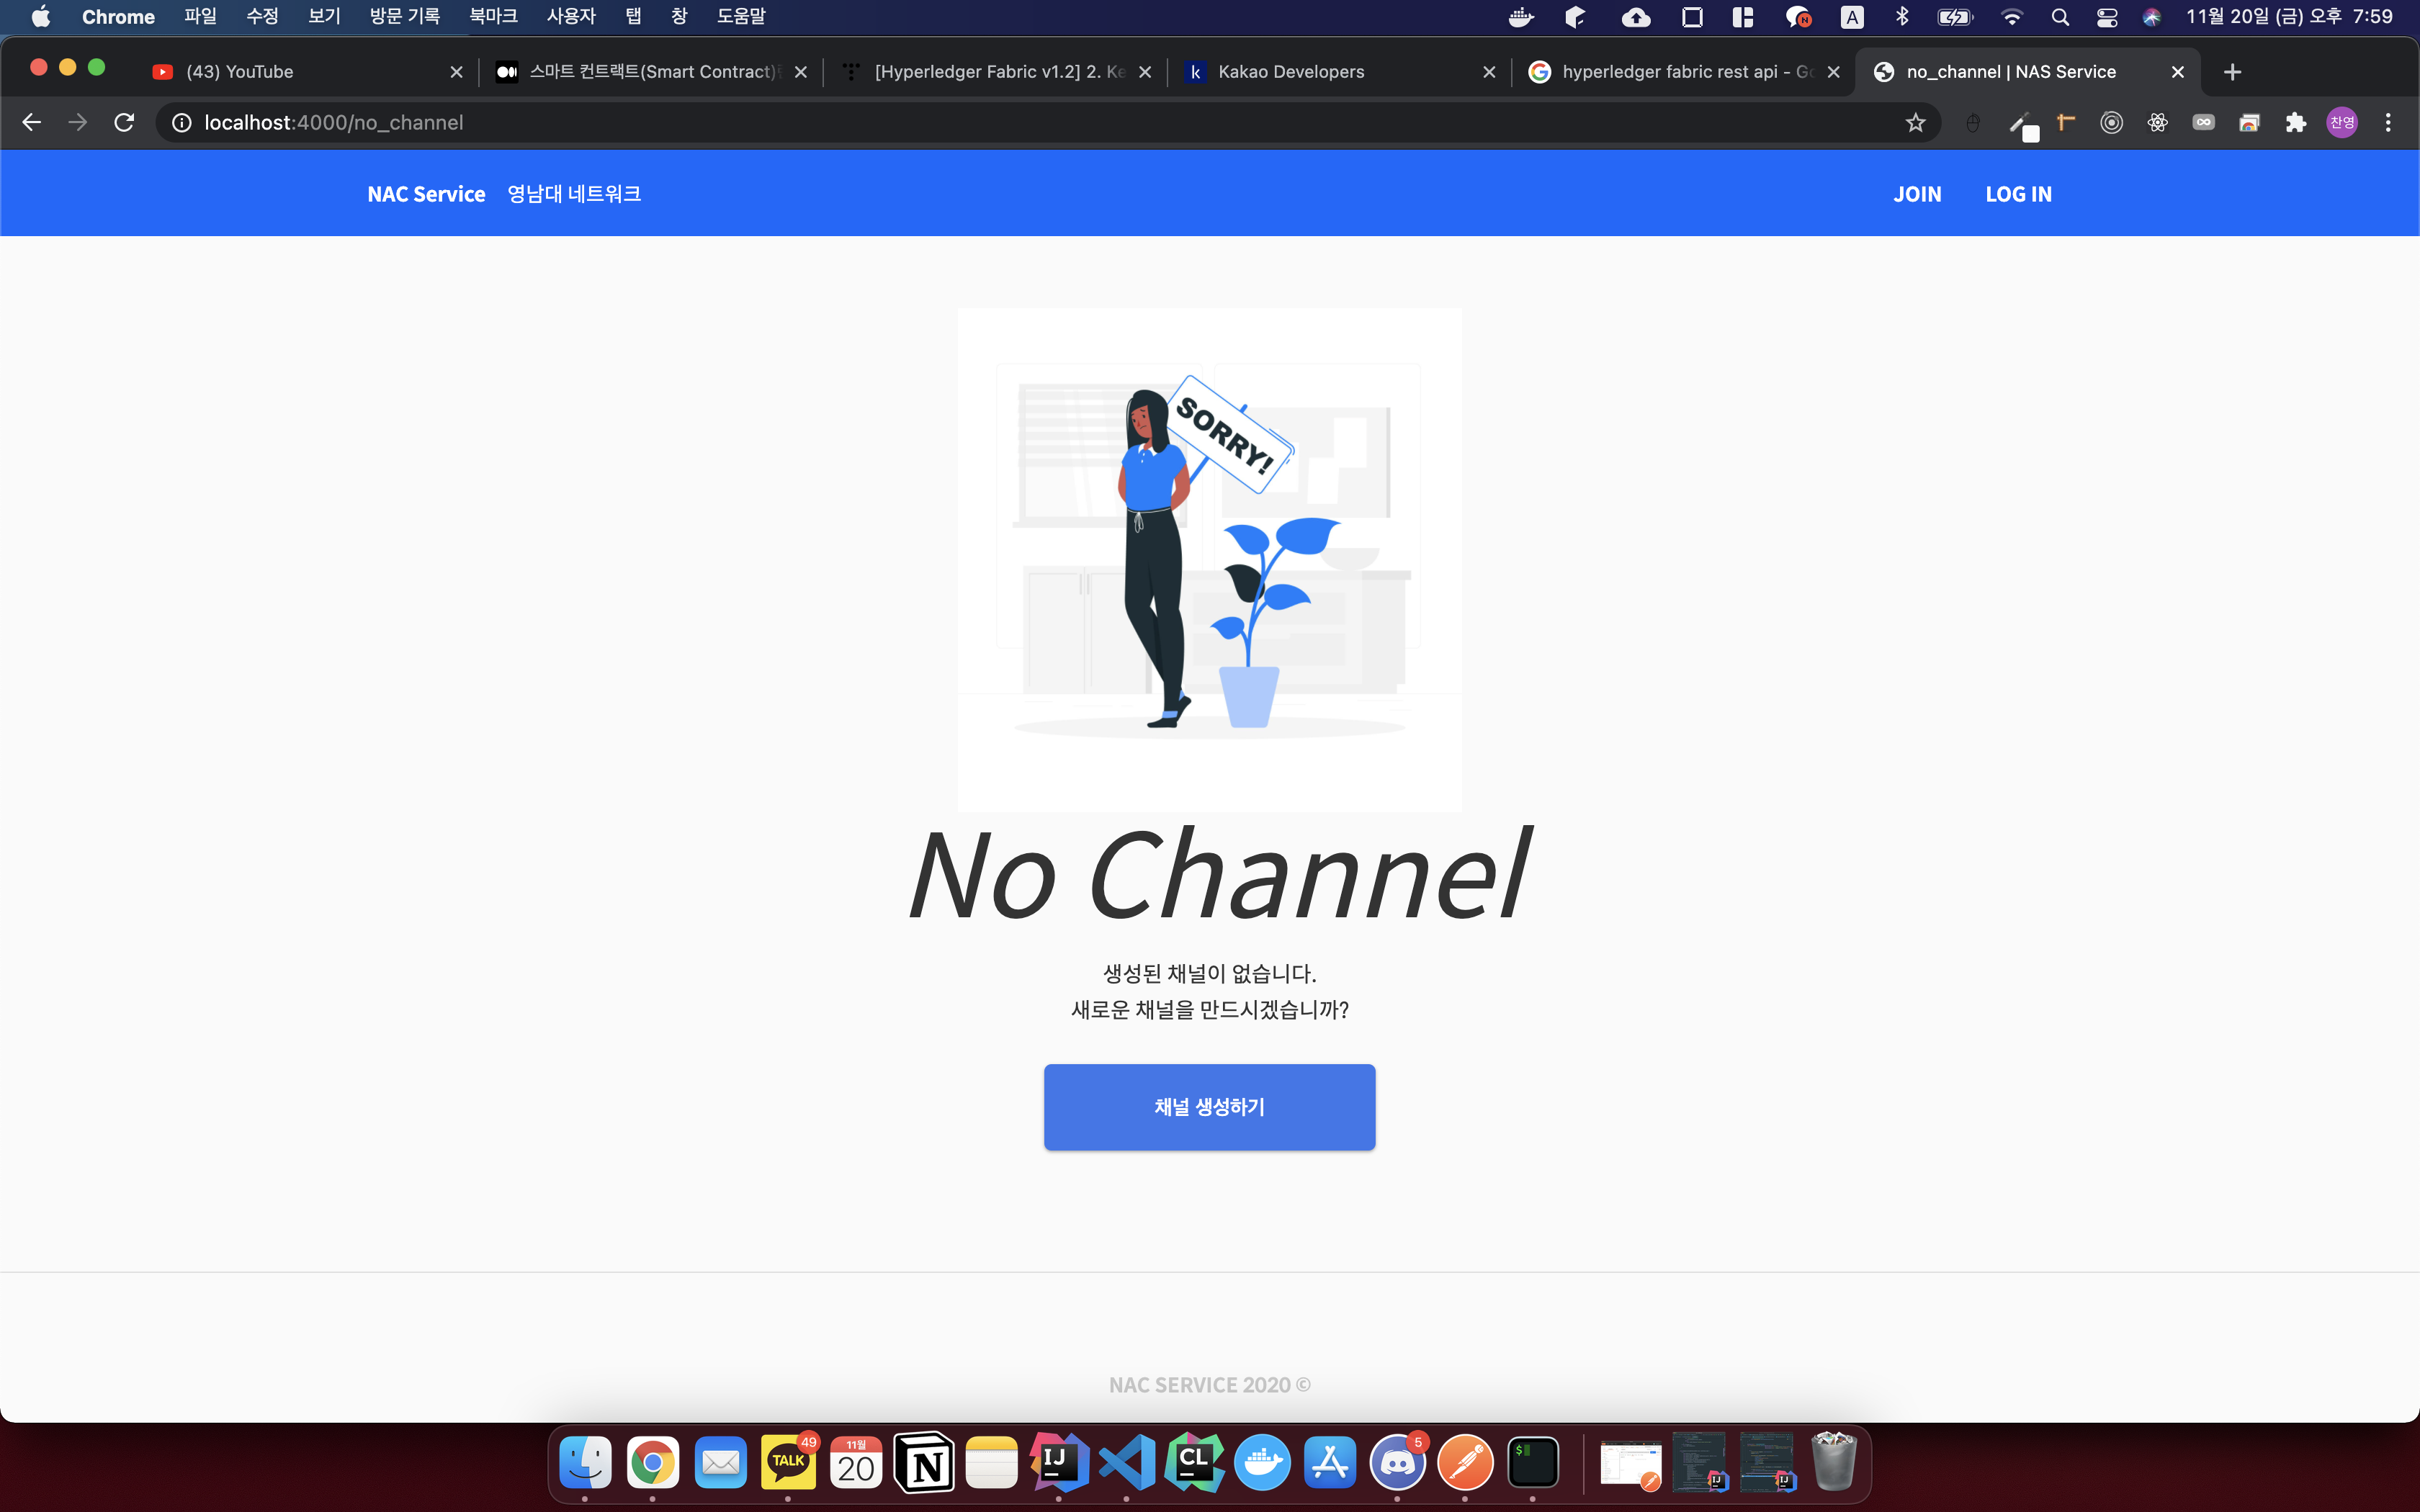 Chrome 파일 수정 보기 방문 기록 북마크 사용자 탭 창 도움말 A 11월 20일 (금) 오후 7:59
(43) YouTube 스마트 컨트랙트(Smart Contract) [Hyperledger Fabric v1.2] 2. Ke Kakao Developers hyperledger fabric rest api - Go no_channel | NAS Service
localhost:4000/no_channel 찬영
NAC Service 영남대 네트워크 JOIN LOG IN
SORRY!
No Channel
생성된 채널이 없습니다.
새로운 채널을 만드시겠습니까?
채널 생성하기
NAC SERVICE 2020 ©
TALK 49 11월 20 N IJ CL 5 $